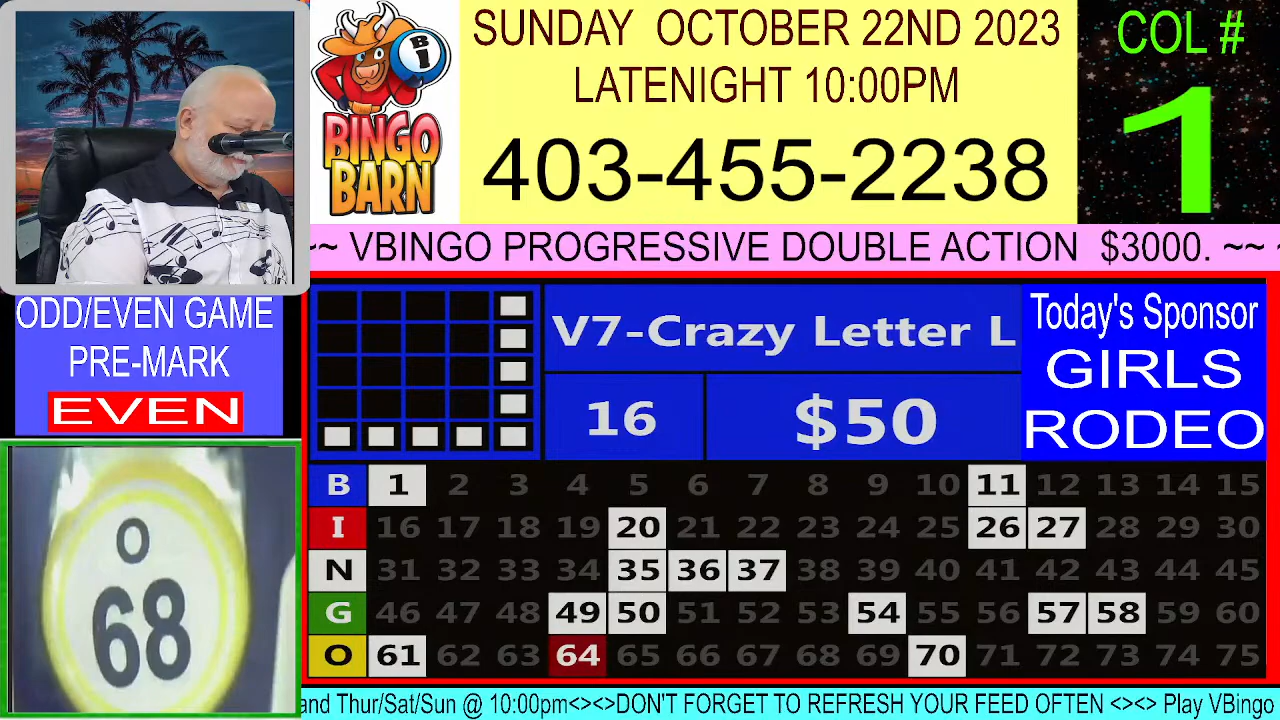 SUNDAY OCTOBER 22ND 2023
LATENIGHT 10:00PM
403-455-2238
COL #
1
B
1
BINGO
BARN
~~ VBINGO PROGRESSIVE DOUBLE ACTION $3000. ~~ ~
ODD/EVEN GAME
PRE-MARK
EVEN
V7-Crazy Letter L
16
$50
Today's Sponsor
GIRLS
RODEO
B 1 2 3 4 5 6 7 8 9 10 11 12 13 14 15
I 16 17 18 19 20 21 22 23 24 25 26 27 28 29 30
N 31 32 33 34 35 36 37 38 39 40 41 42 43 44 45
G 46 47 48 49 50 51 52 53 54 55 56 57 58 59 60
O 61 62 63 64 65 66 67 68 69 70 71 72 73 74 75
O
68
and Thur/Sat/Sun @ 10:00pm<><>DON'T FORGET TO REFRESH YOUR FEED OFTEN <><> Play VBingo